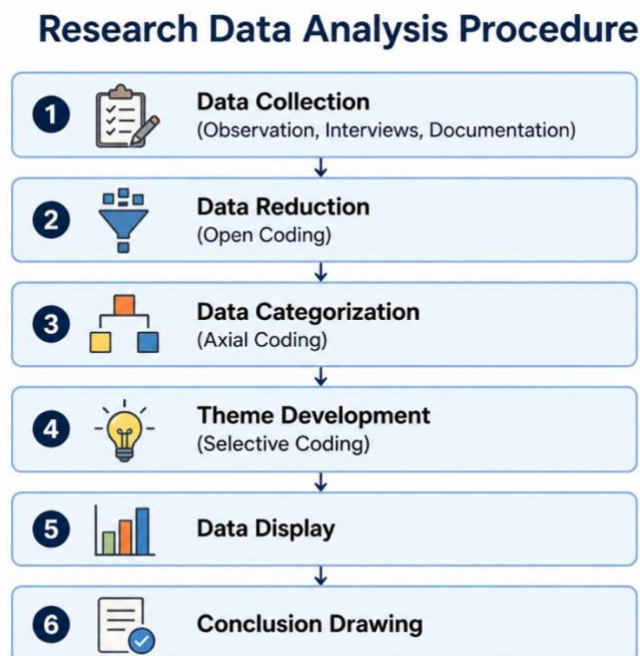 Research Data Analysis Procedure
1
Data Collection
(Observation, Interviews, Documentation)
2
Data Reduction
(Open Coding)
3
Data Categorization
(Axial Coding)
4
Theme Development
(Selective Coding)
5
Data Display
6
Conclusion Drawing